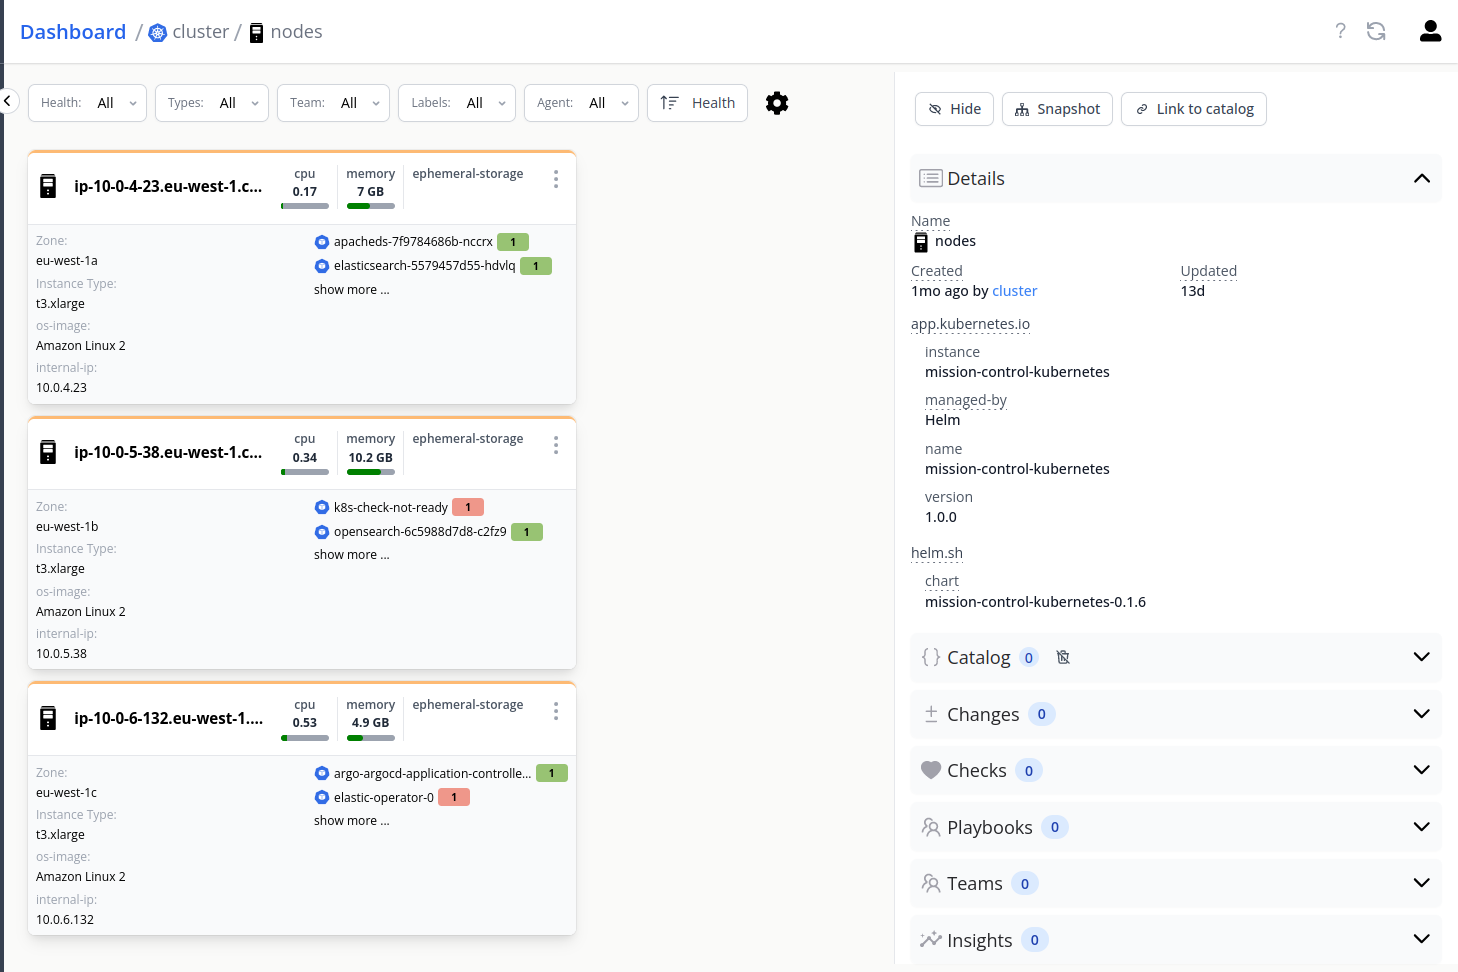 Dashboard / cluster / nodes
?
Health: All
Types: All
Team: All
Labels: All
Agent: All
Health
ip-10-0-4-23.eu-west-1.c...
cpu
0.17
memory
7 GB
ephemeral-storage
Zone:
eu-west-1a
Instance Type:
t3.xlarge
os-image:
Amazon Linux 2
internal-ip:
10.0.4.23
apacheds-7f9784686b-nccrx 1
elasticsearch-5579457d55-hdvlq 1
show more ...
ip-10-0-5-38.eu-west-1.c...
cpu
0.34
memory
10.2 GB
ephemeral-storage
Zone:
eu-west-1b
Instance Type:
t3.xlarge
os-image:
Amazon Linux 2
internal-ip:
10.0.5.38
k8s-check-not-ready 1
opensearch-6c5988d7d8-c2fz9 1
show more ...
ip-10-0-6-132.eu-west-1....
cpu
0.53
memory
4.9 GB
ephemeral-storage
Zone:
eu-west-1c
Instance Type:
t3.xlarge
os-image:
Amazon Linux 2
internal-ip:
10.0.6.132
argo-argocd-application-controlle... 1
elastic-operator-0 1
show more ...
Hide
Snapshot
Link to catalog
Details
Name
nodes
Created
1mo ago by cluster
Updated
13d
app.kubernetes.io
instance
mission-control-kubernetes
managed-by
Helm
name
mission-control-kubernetes
version
1.0.0
helm.sh
chart
mission-control-kubernetes-0.1.6
Catalog 0
Changes 0
Checks 0
Playbooks 0
Teams 0
Insights 0